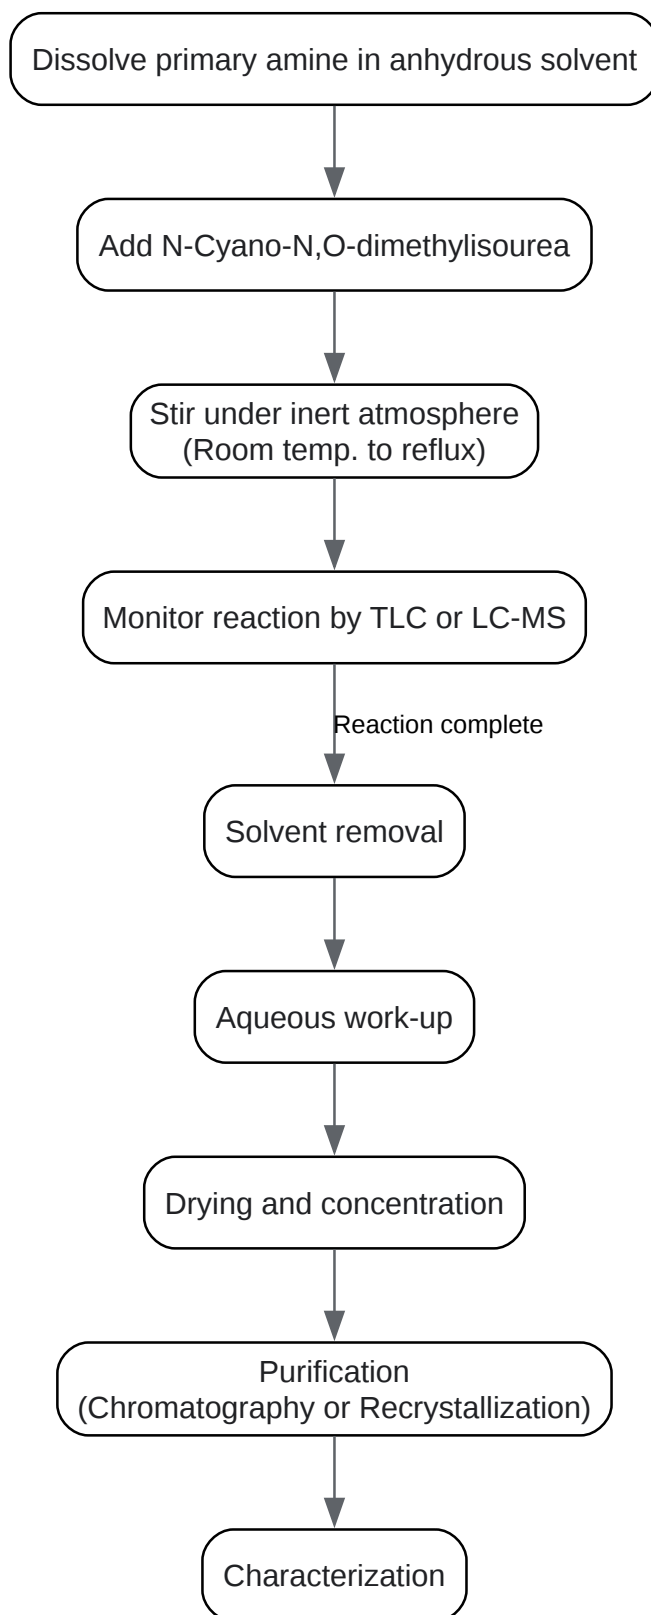 Dissolve primary amine in anhydrous solvent
Add N-Cyano-N,O-dimethylisourea
Stir under inert atmosphere
(Room temp. to reflux)
Monitor reaction by TLC or LC-MS
Reaction complete
Solvent removal
Aqueous work-up
Drying and concentration
Purification
(Chromatography or Recrystallization)
Characterization